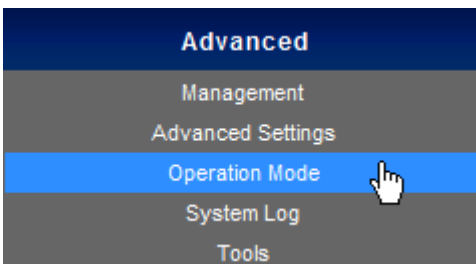 Advanced
Management
Advanced Settings
Operation Mode
System Log
Tools